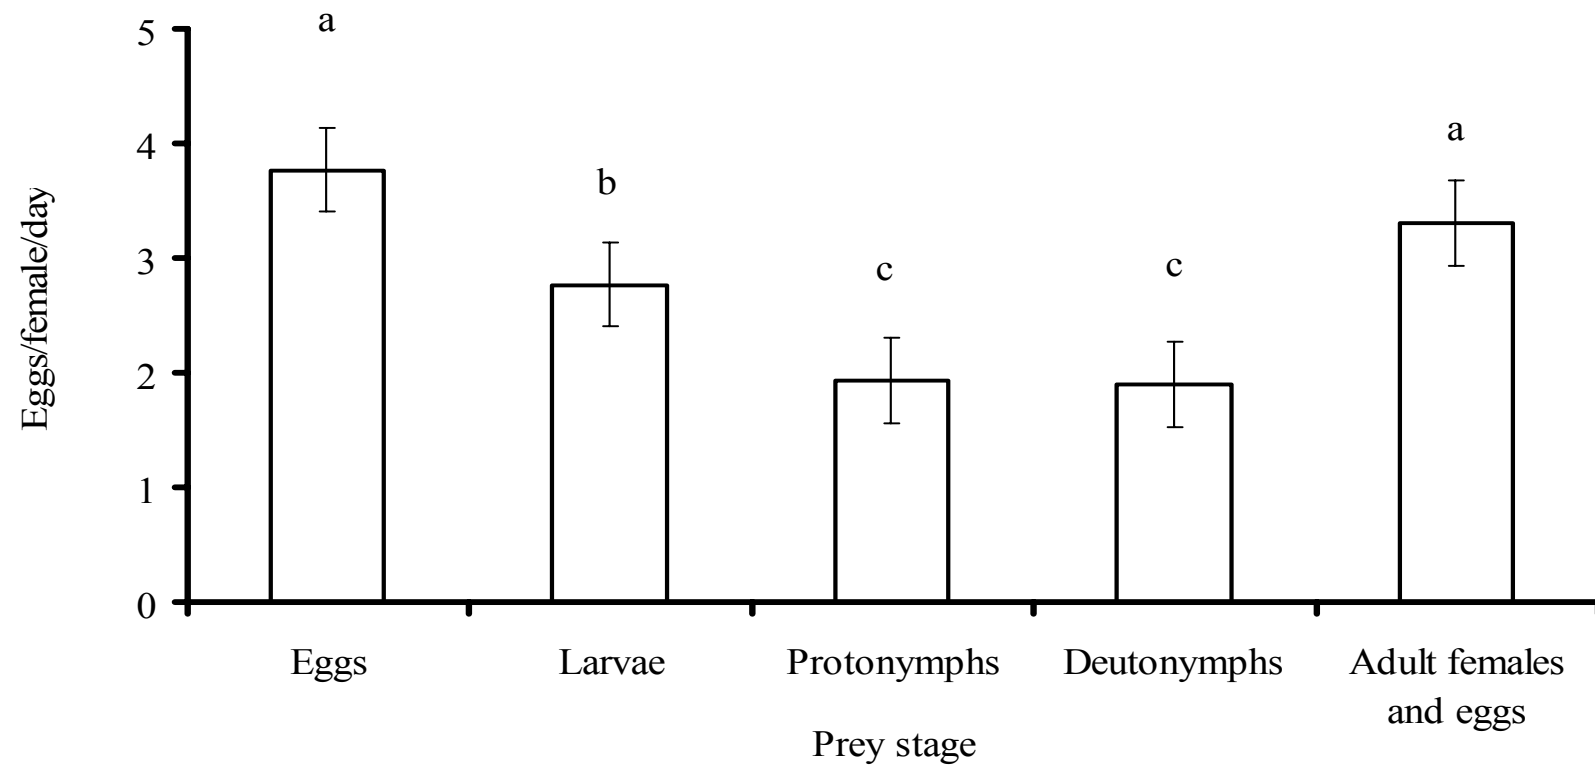 a
5
4
3
2
1
0
b
c
c
a
Eggs/female/day
Eggs
Larvae
Protonymphs
Deutonymphs
Adult females
and eggs
Prey stage